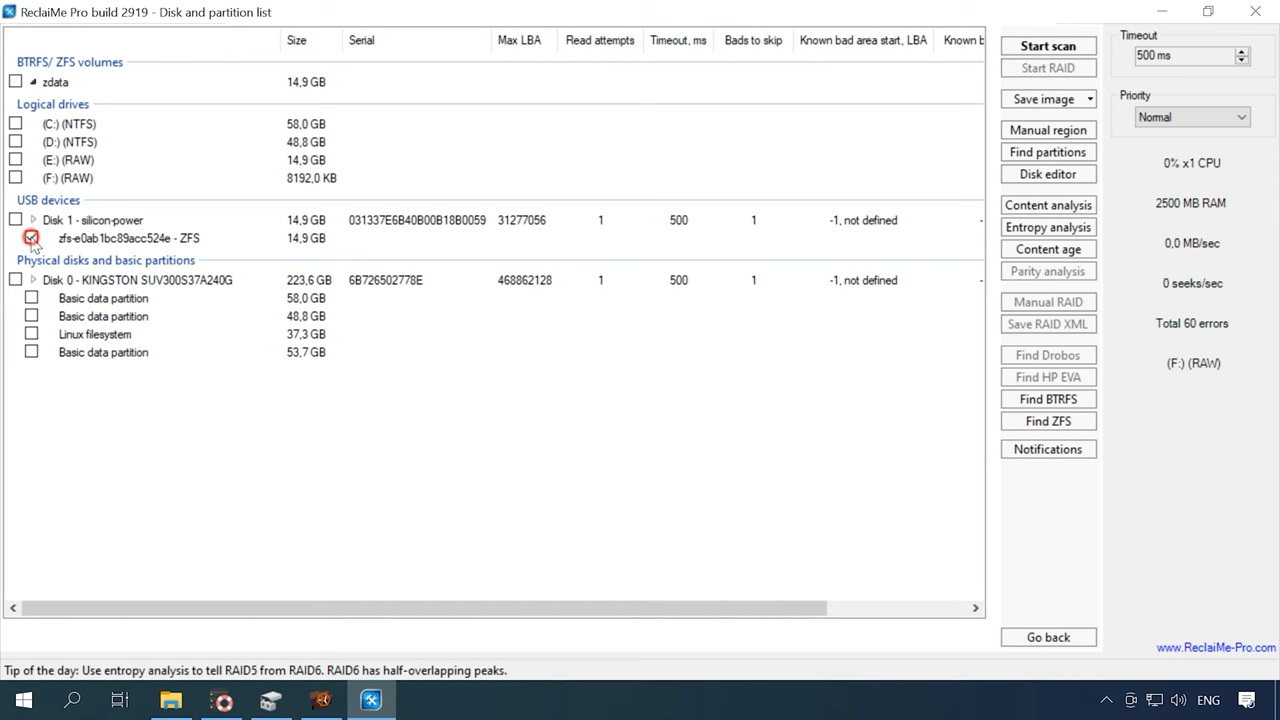 ReclaiMe Pro build 2919 - Disk and partition list
Size Serial Max LBA Read attempts Timeout, ms Bads to skip Known bad area start, LBA Known b
BTRFS/ ZFS volumes
zdata 14,9 GB
Logical drives
(C:) (NTFS) 58,0 GB
(D:) (NTFS) 48,8 GB
(E:) (RAW) 14,9 GB
(F:) (RAW) 8192,0 KB
USB devices
Disk 1 - silicon-power 14,9 GB 031337E6B40B00B18B0059 31277056 1 500 1 -1, not defined -
zfs-e0ab1bc89acc524e - ZFS 14,9 GB
Physical disks and basic partitions
Disk 0 - KINGSTON SUV300S37A240G 223,6 GB 6B726502778E 468862128 1 500 1 -1, not defined -
Basic data partition 58,0 GB
Basic data partition 48,8 GB
Linux filesystem 37,3 GB
Basic data partition 53,7 GB
Start scan
Start RAID
Save image
Manual region
Find partitions
Disk editor
Content analysis
Entropy analysis
Content age
Parity analysis
Manual RAID
Save RAID XML
Find Drobos
Find HP EVA
Find BTRFS
Find ZFS
Notifications
Go back
Timeout
500 ms
Priority
Normal
0% x1 CPU
2500 MB RAM
0,0 MB/sec
0 seeks/sec
Total 60 errors
(F:) (RAW)
www.ReclaiMe-Pro.com
Tip of the day: Use entropy analysis to tell RAID5 from RAID6. RAID6 has half-overlapping peaks.
ENG